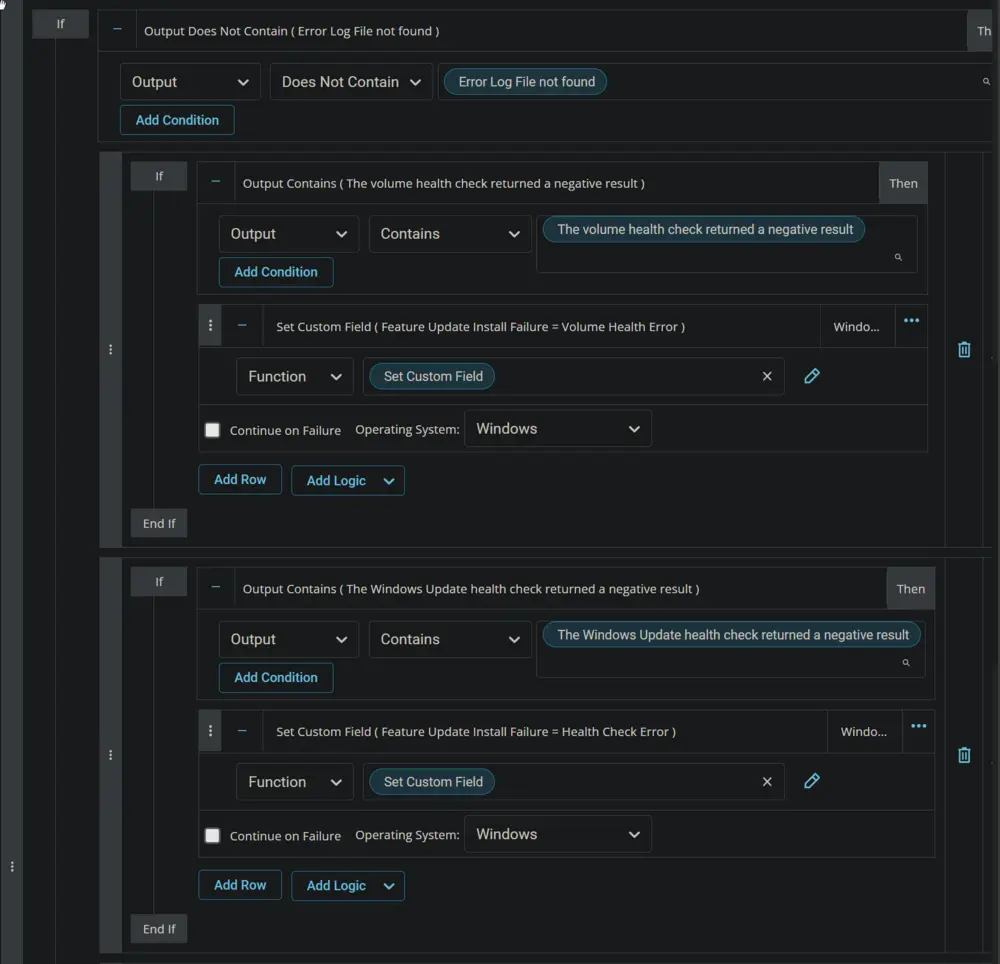 If
Output Does Not Contain ( Error Log File not found )
Th
Output
Does Not Contain
Error Log File not found
Add Condition
If
Output Contains ( The volume health check returned a negative result )
Then
Output
Contains
The volume health check returned a negative result
Add Condition
Set Custom Field ( Feature Update Install Failure = Volume Health Error )
Windo...
Function
Set Custom Field
Continue on Failure
Operating System:
Windows
Add Row
Add Logic
End If
If
Output Contains ( The Windows Update health check returned a negative result )
Then
Output
Contains
The Windows Update health check returned a negative result
Add Condition
Set Custom Field ( Feature Update Install Failure = Health Check Error )
Windo...
Function
Set Custom Field
Continue on Failure
Operating System:
Windows
Add Row
Add Logic
End If